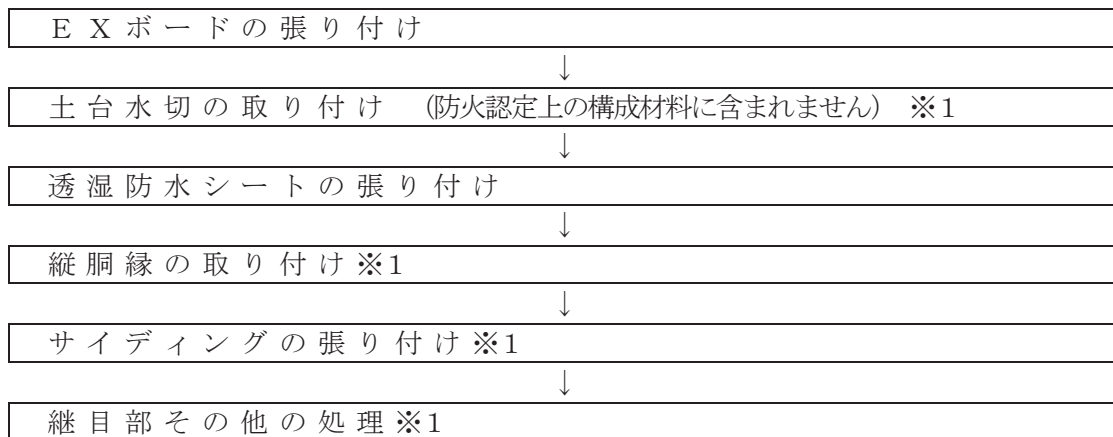 ＥＸボードの張り付け
↓
土台水切の取り付け （防火認定上の構成材料に含まれません） ※1
↓
透湿防水シートの張り付け
↓
縦胴縁の取り付け※1
↓
サイディングの張り付け※1
↓
継目部その他の処理※1